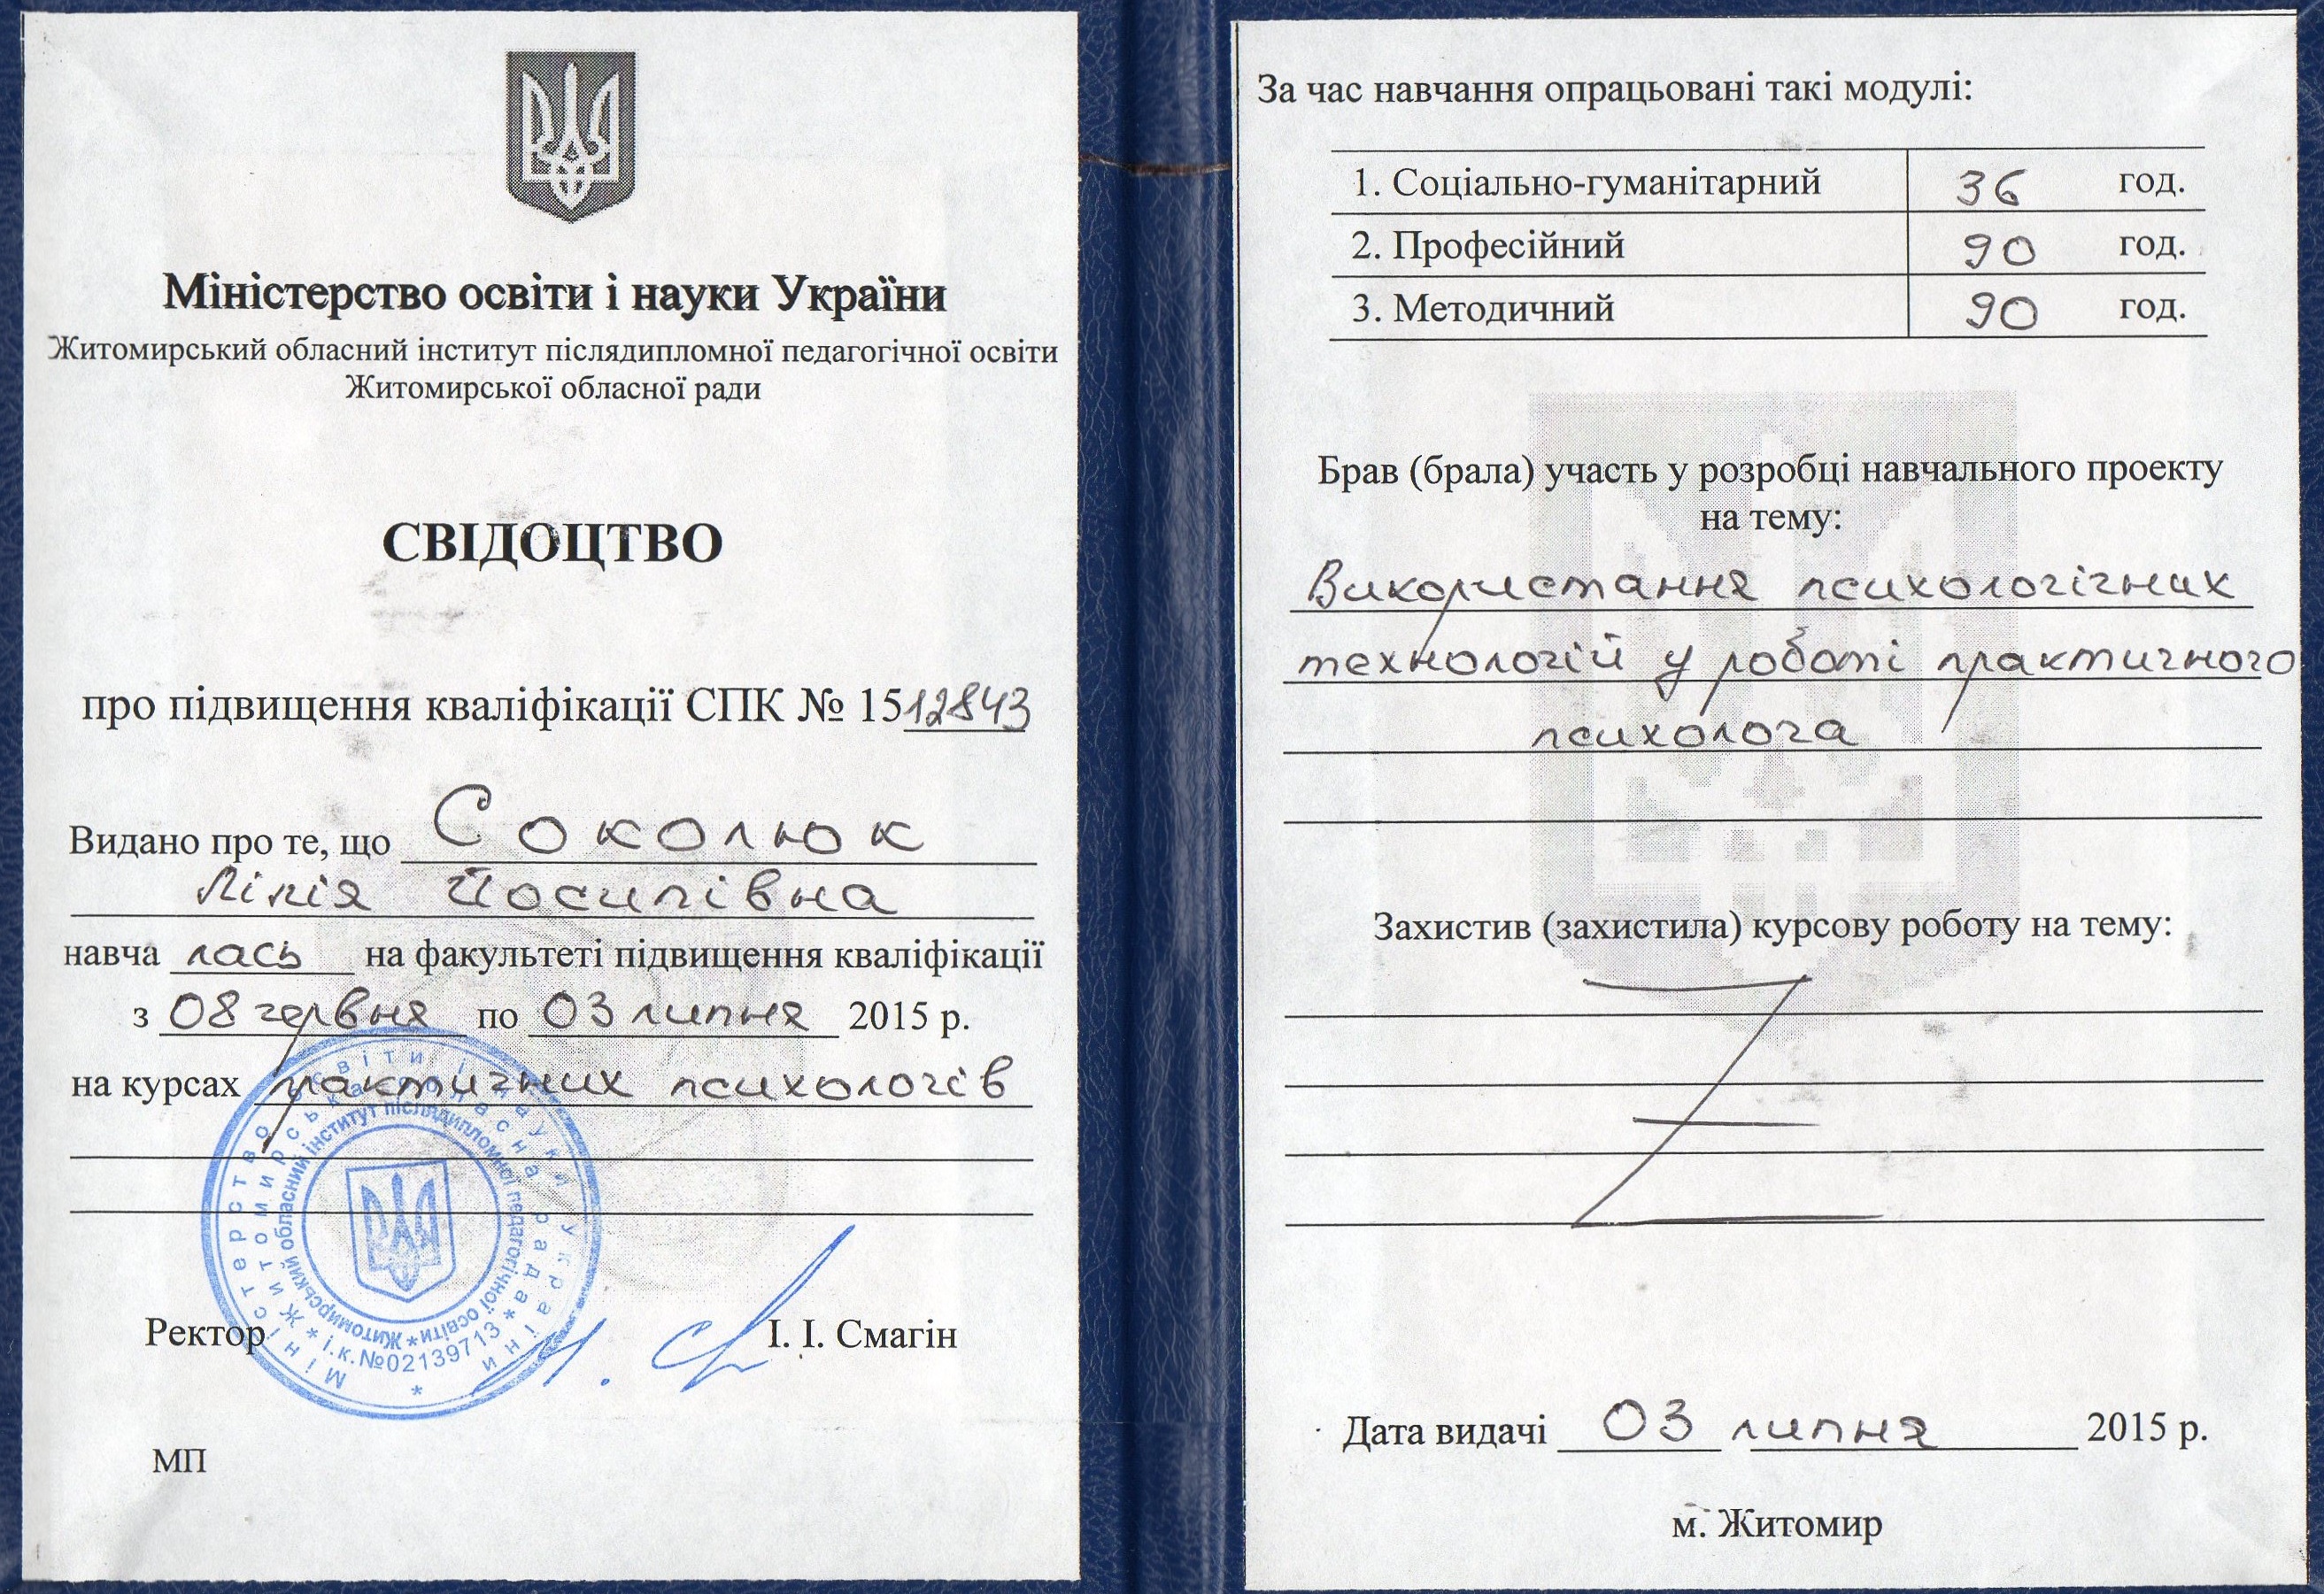 Міністерство освіти і науки України
Житомирський обласний інститут післядипломної педагогічної освіти
Житомирської обласної ради
СВІДОЦТВО
про підвищення кваліфікації СПК № 1512843
Видано про те, що Соколюк
Лілія Йосипівна
навча лась на факультеті підвищення кваліфікації
з 08 червня по 03 липня 2015 р.
на курсах практичних психологів
Міністерство освіти і науки України
Житомирська обласна рада
Житомирський обласний інститут післядипломної педагогічної освіти
і.к.№02139713
Ректор І. І. Смагін
МП
За час навчання опрацьовані такі модулі:
1. Соціально-гуманітарний 36 год.
2. Професійний 90 год.
3. Методичний 90 год.
Брав (брала) участь у розробці навчального проекту
на тему:
Використання психологічних
технологій у роботі практичного
психолога
Захистив (захистила) курсову роботу на тему:
Дата видачі 03 липня 2015 р.
м. Житомир